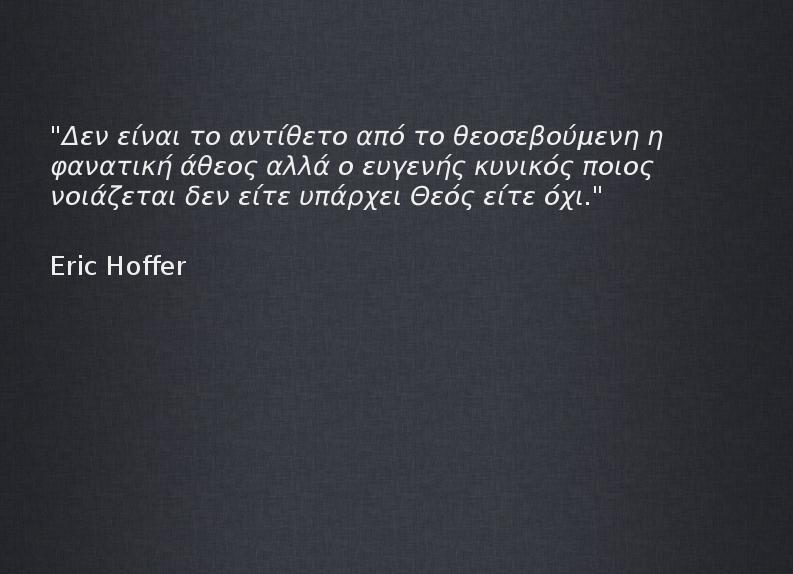 "Δεν είναι το αντίθετο από το θεοσεβούμενη η
φανατική άθεος αλλά ο ευγενής κυνικός ποιος
νοιάζεται δεν είτε υπάρχει Θεός είτε όχι."
Eric Hoffer